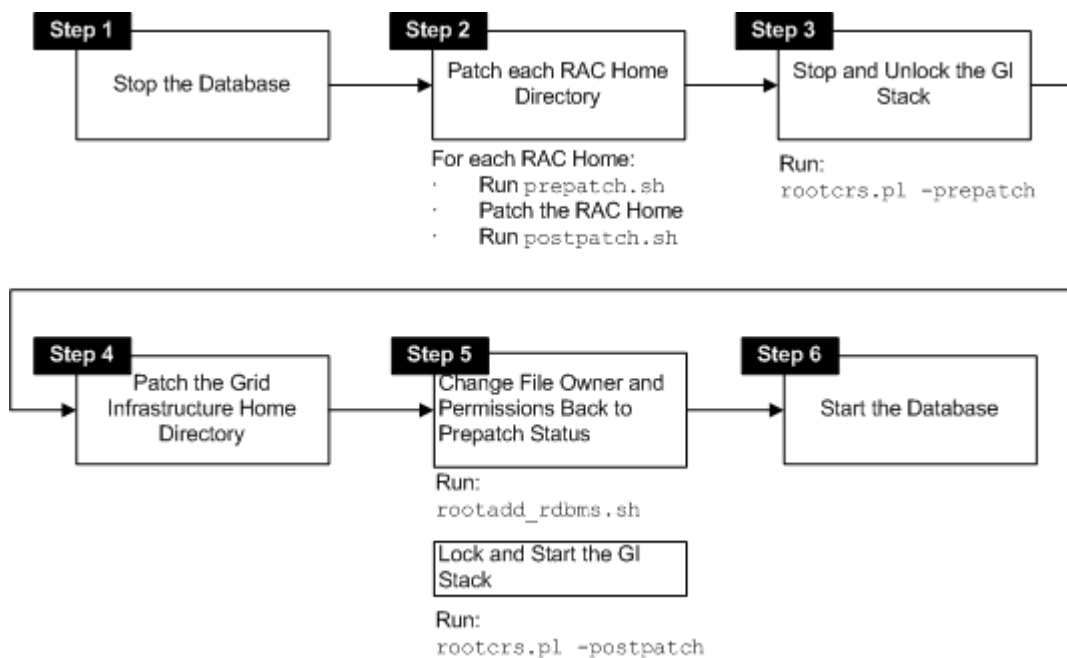 Step 1
Stop the Database
Step 2
Patch each RAC Home
Directory
For each RAC Home:
· Run prepatch.sh
· Patch the RAC Home
· Run postpatch.sh
Step 3
Stop and Unlock the GI
Stack
Run:
rootcrs.pl -prepatch
Step 4
Patch the Grid
Infrastructure Home
Directory
Step 5
Change File Owner and
Permissions Back to
Prepatch Status
Run:
rootadd_rdbms.sh
Lock and Start the GI
Stack
Run:
rootcrs.pl -postpatch
Step 6
Start the Database